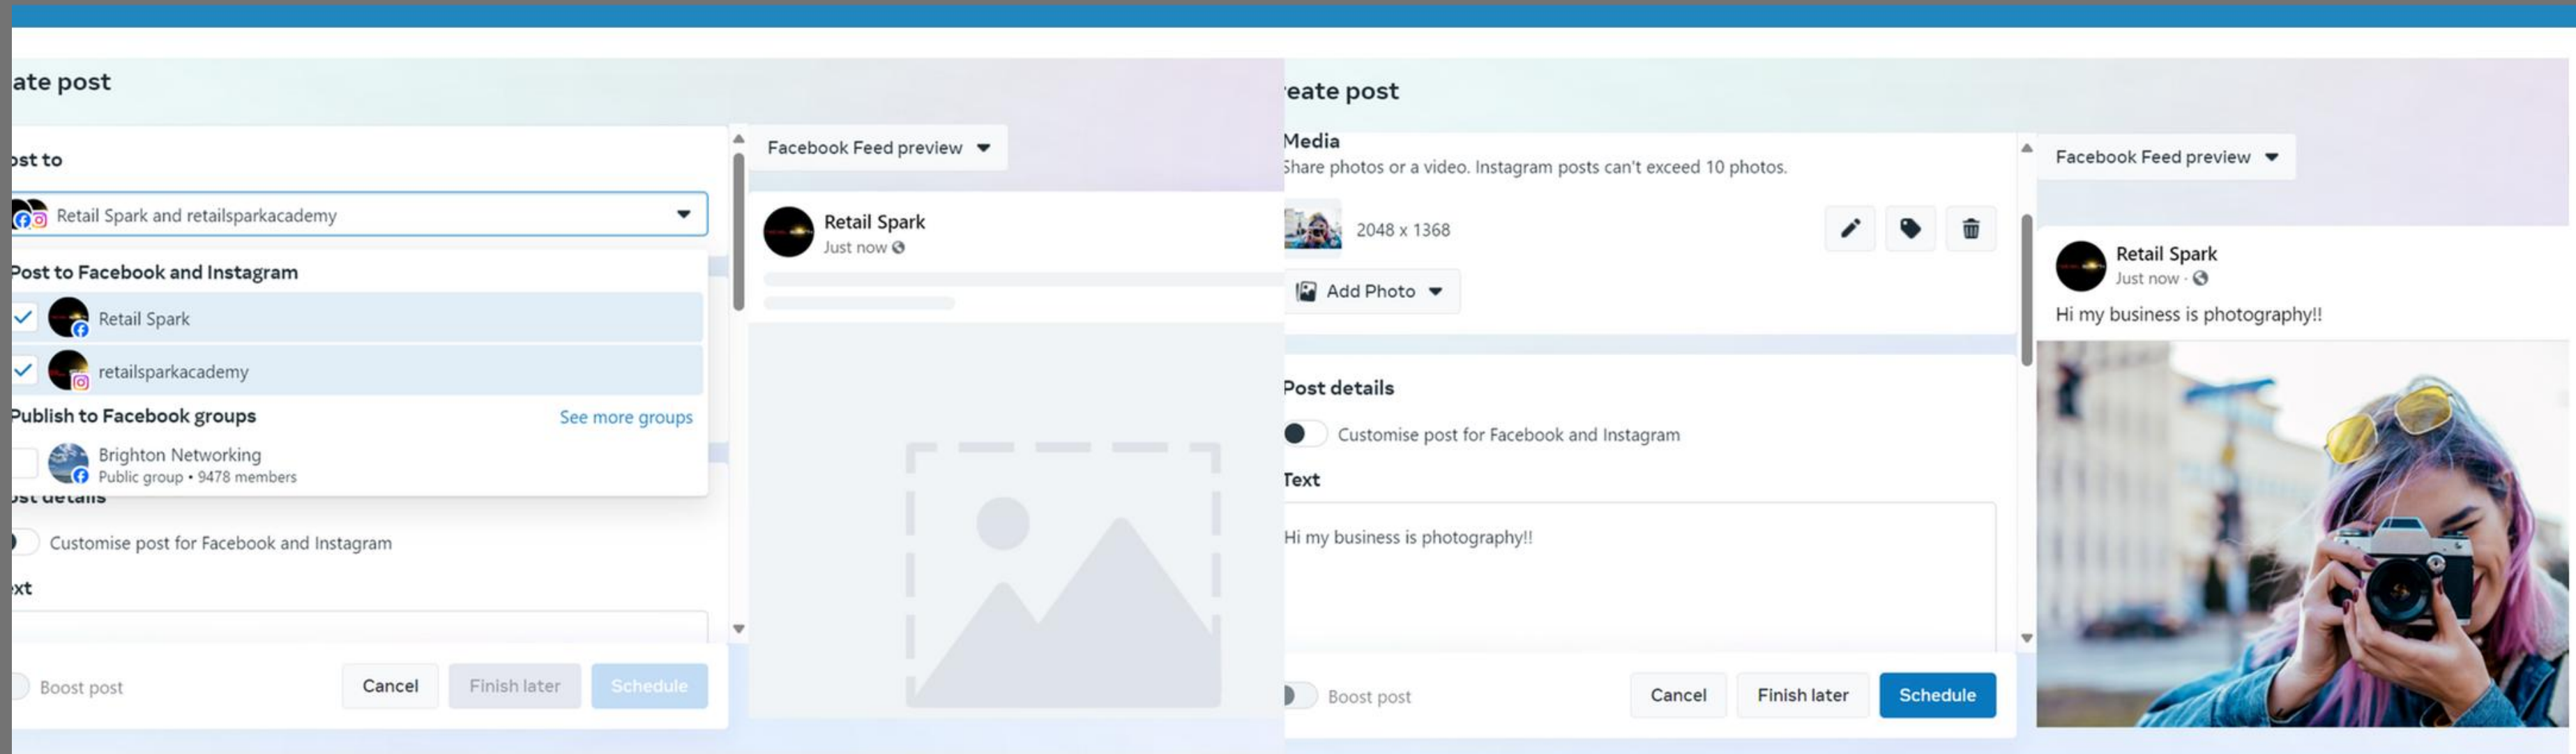 ate post
ost to
Retail Spark and retailsparkacademy
Post to Facebook and Instagram
Retail Spark
retailsparkacademy
Publish to Facebook groups
See more groups
Brighton Networking
Public group • 9478 members
ost details
Customise post for Facebook and Instagram
ext
Boost post
Cancel
Finish later
Schedule
Facebook Feed preview
Retail Spark
Just now
reate post
Media
Share photos or a video. Instagram posts can't exceed 10 photos.
2048 x 1368
Add Photo
Post details
Customise post for Facebook and Instagram
Text
Hi my business is photography!!
Boost post
Cancel
Finish later
Schedule
Facebook Feed preview
Retail Spark
Just now ·
Hi my business is photography!!